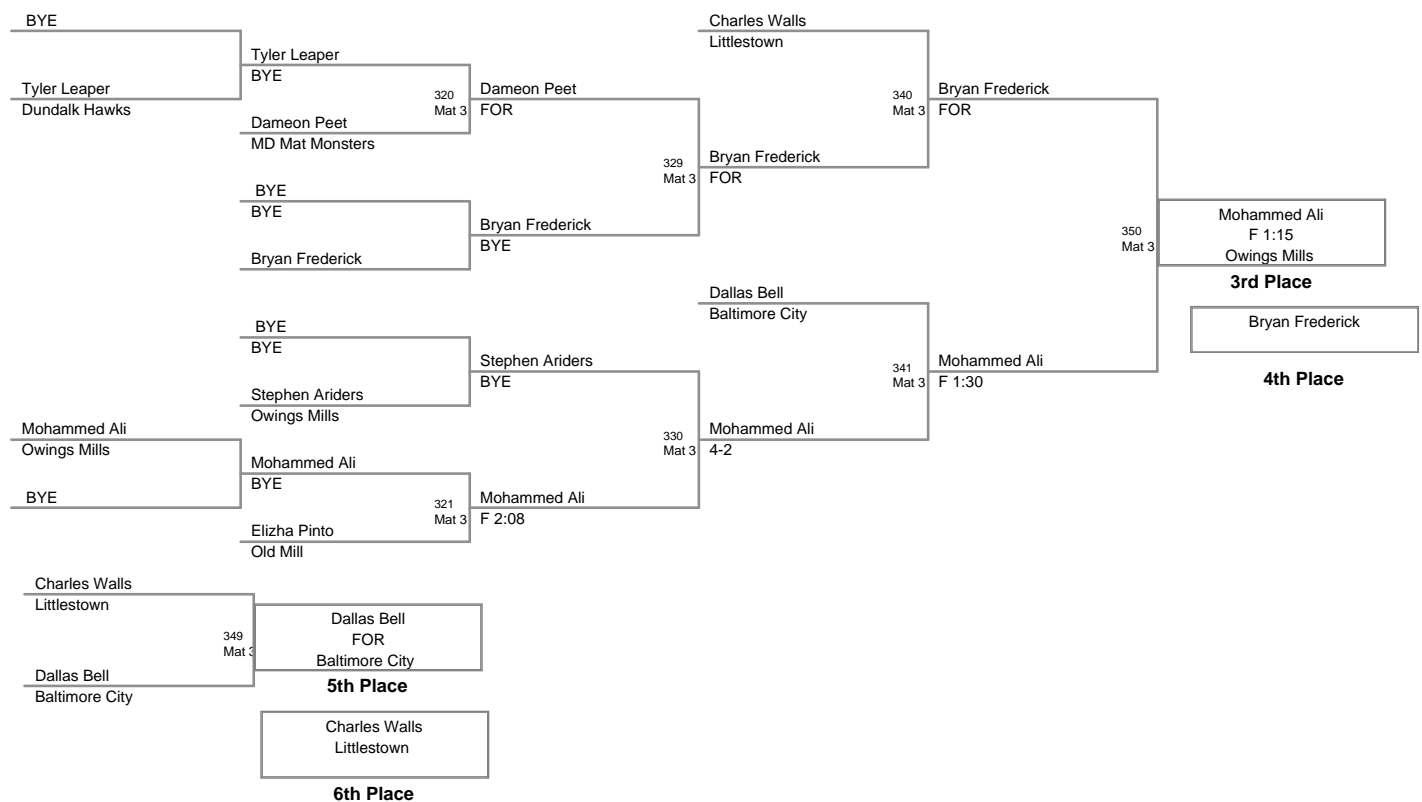 BYE
Tyler Leaper
Dundalk Hawks
Tyler Leaper
BYE
Dameon Peet
MD Mat Monsters
320
Mat 3
Dameon Peet
FOR
BYE
BYE
Bryan Frederick
Bryan Frederick
BYE
329
Mat 3
Charles Walls
Littlestown
Bryan Frederick
FOR
340
Mat 3
Bryan Frederick
FOR
BYE
BYE
Stephen Ariders
Owings Mills
Stephen Ariders
BYE
Mohammed Ali
Owings Mills
BYE
Mohammed Ali
BYE
Elizha Pinto
Old Mill
321
Mat 3
Mohammed Ali
F 2:08
330
Mat 3
Dallas Bell
Baltimore City
Mohammed Ali
4-2
341
Mat 3
Mohammed Ali
F 1:30
350
Mat 3
Mohammed Ali
F 1:15
Owings Mills
3rd Place
Bryan Frederick
4th Place
Charles Walls
Littlestown
Dallas Bell
Baltimore City
349
Mat 3
Dallas Bell
FOR
Baltimore City
5th Place
Charles Walls
Littlestown
6th Place